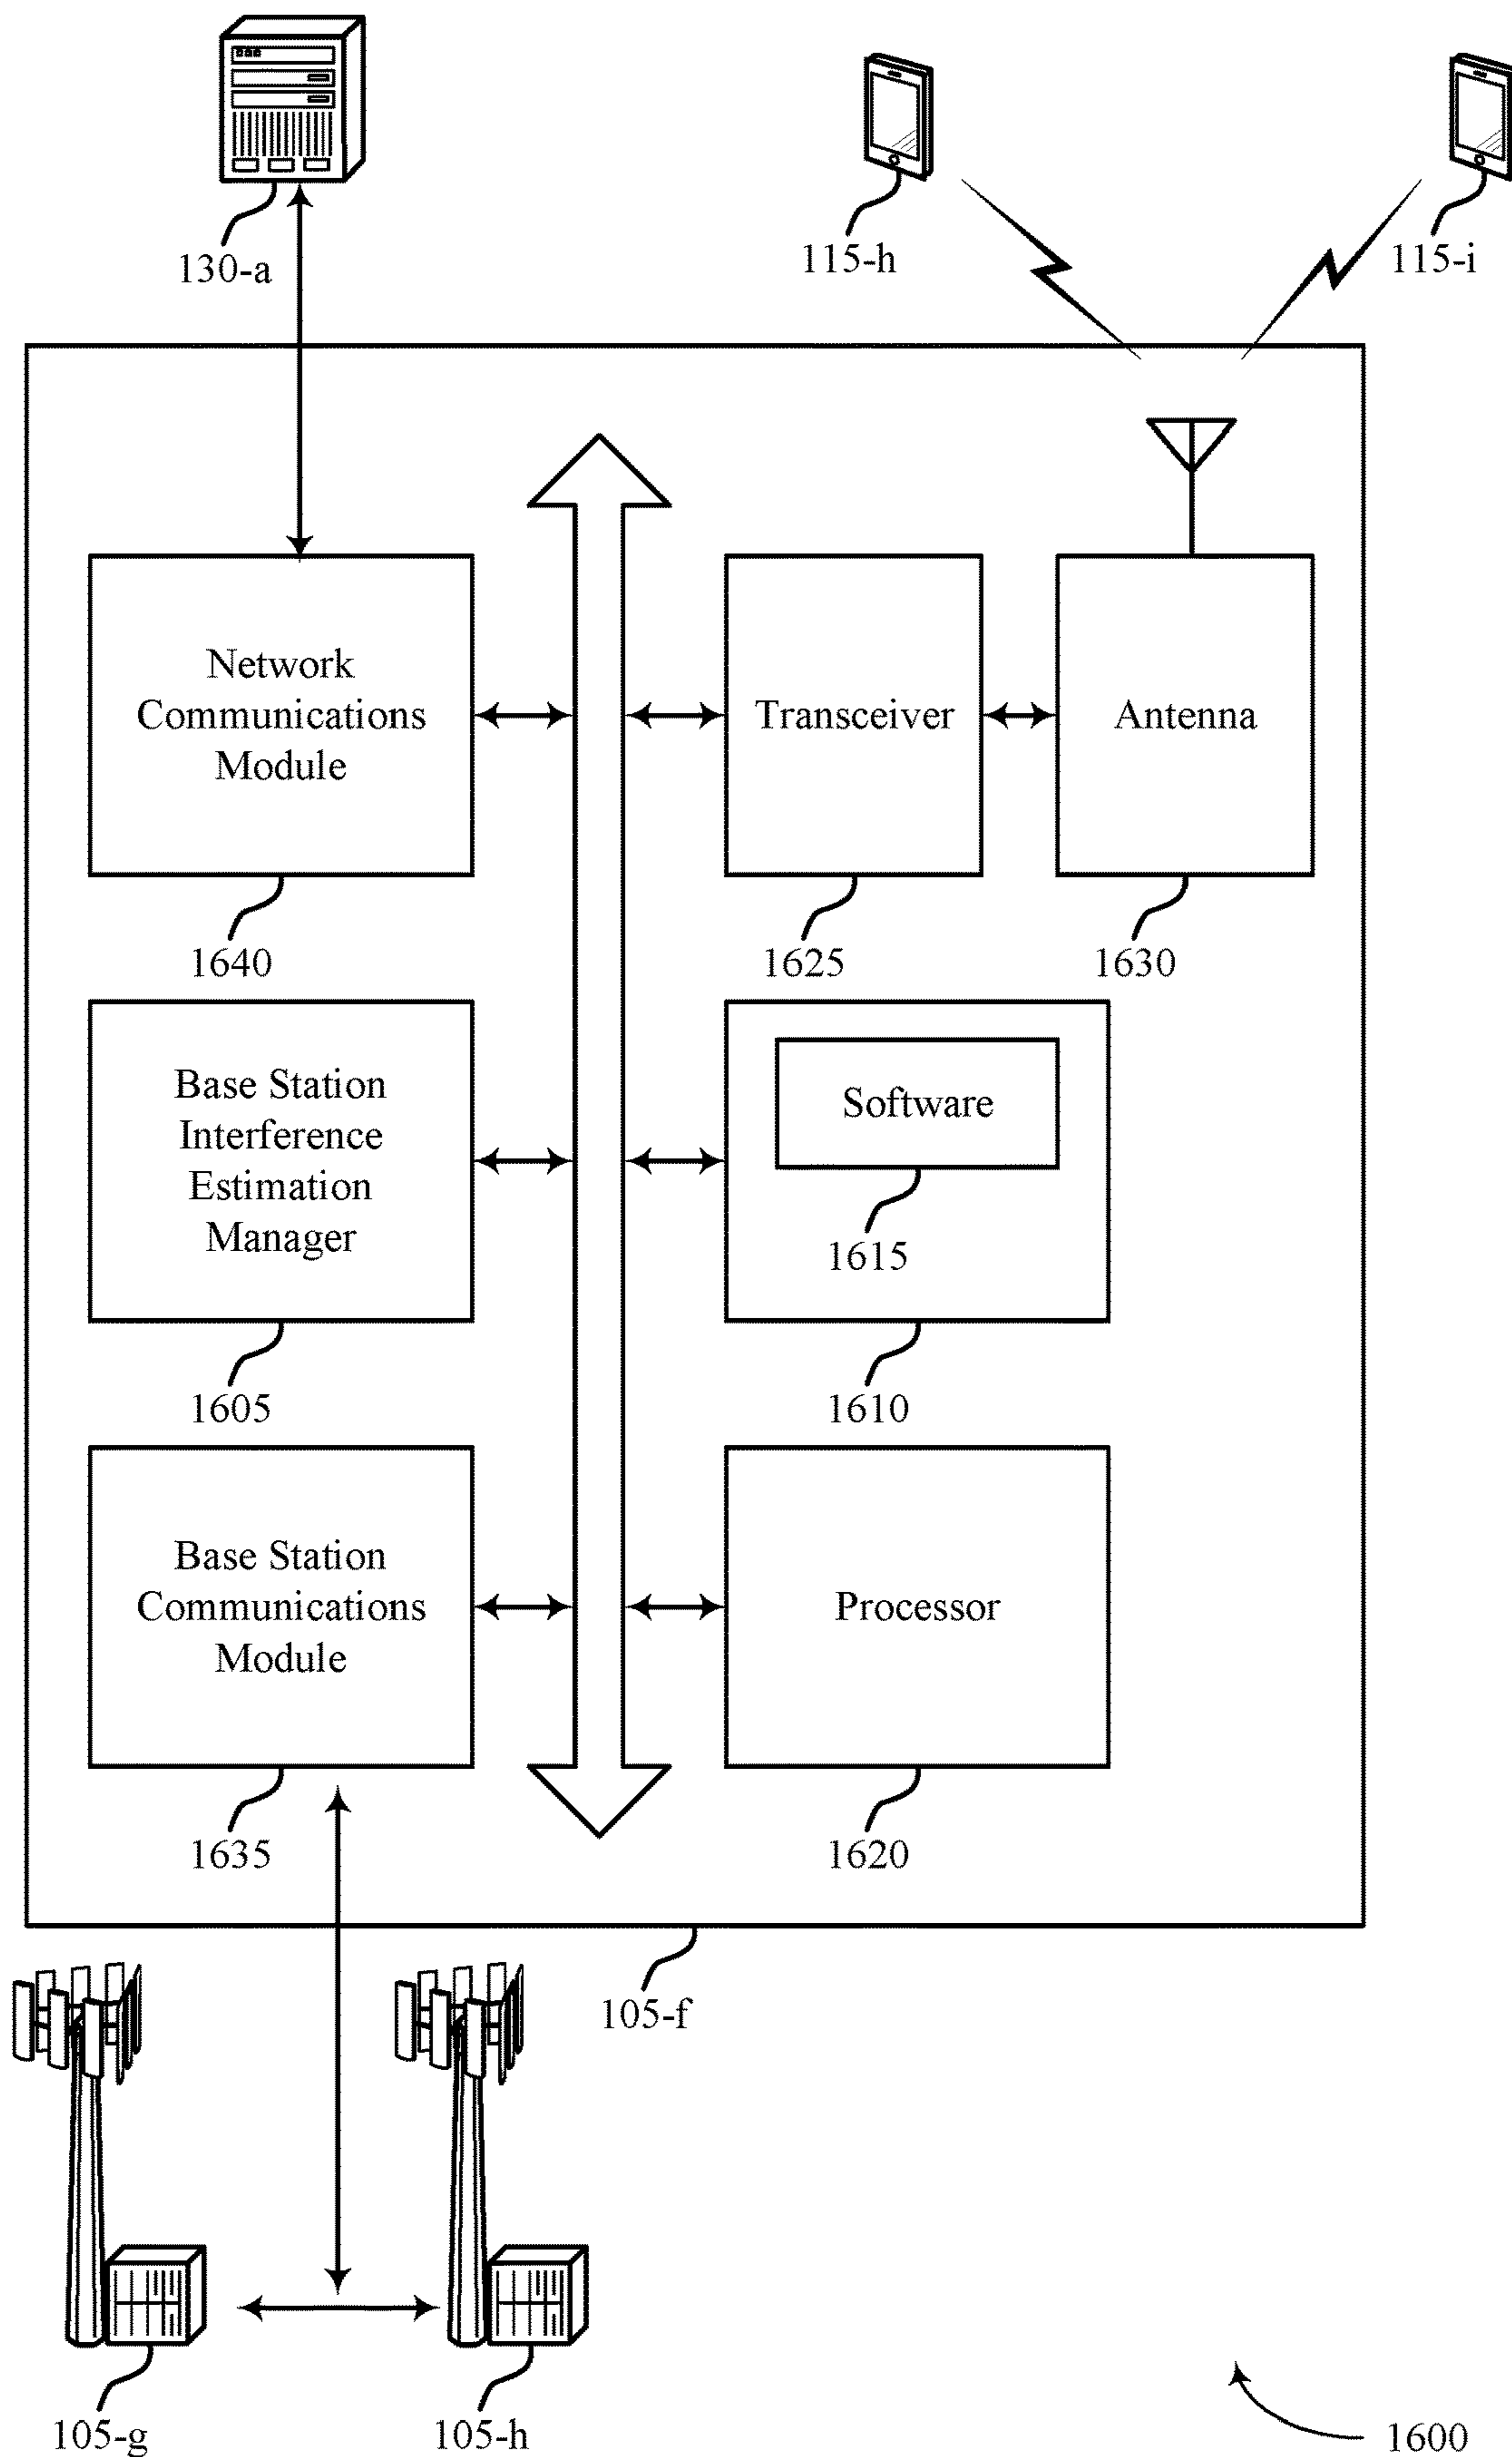 130-a
115-h
115-i
Network
Communications
Module
Transceiver
Antenna
1640
1625
1630
Base Station
Interference
Estimation
Manager
Software
1615
1605
1610
Base Station
Communications
Module
Processor
1635
1620
105-f
105-g
105-h
1600